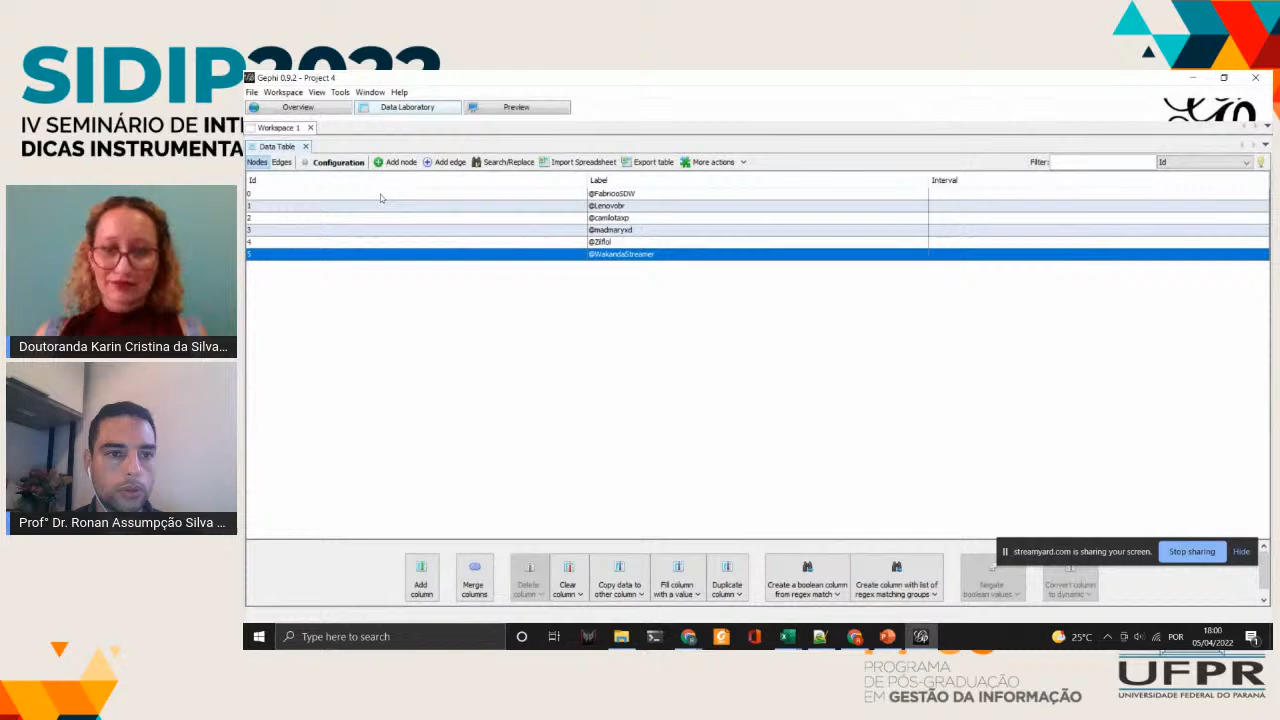 SIDIP2022
IV SEMINÁRIO DE INT
DICAS INSTRUMENTA
Gephi 0.9.2 - Project 4
File Workspace View Tools Window Help
Overview Data Laboratory Preview
Workspace 1
Data Table
Nodes Edges Configuration Add node Add edge Search/Replace Import Spreadsheet Export table More actions Filter: Id
Id Label Interval
0 @FabricoSDW
1 @Lenovobr
2 @camilotaxp
3 @madmaryxd
4 @Zilflol
5 @WakandaStreamer
Doutoranda Karin Cristina da Silva...
Prof° Dr. Ronan Assumpção Silva ...
streamyard.com is sharing your screen. Stop sharing Hide
Add column
Merge columns
Delete column
Clear column
Copy data to other column
Fill column with a value
Duplicate column
Create a boolean column from regex match
Create column with list of regex matching groups
Negate boolean values
Convert column to dynamic
Type here to search
25°C
POR
18:00
05/04/2022
PROGRAMA
DE PÓS-GRADUAÇÃO
EM GESTÃO DA INFORMAÇÃO
UFPR
UNIVERSIDADE FEDERAL DO PARANÁ